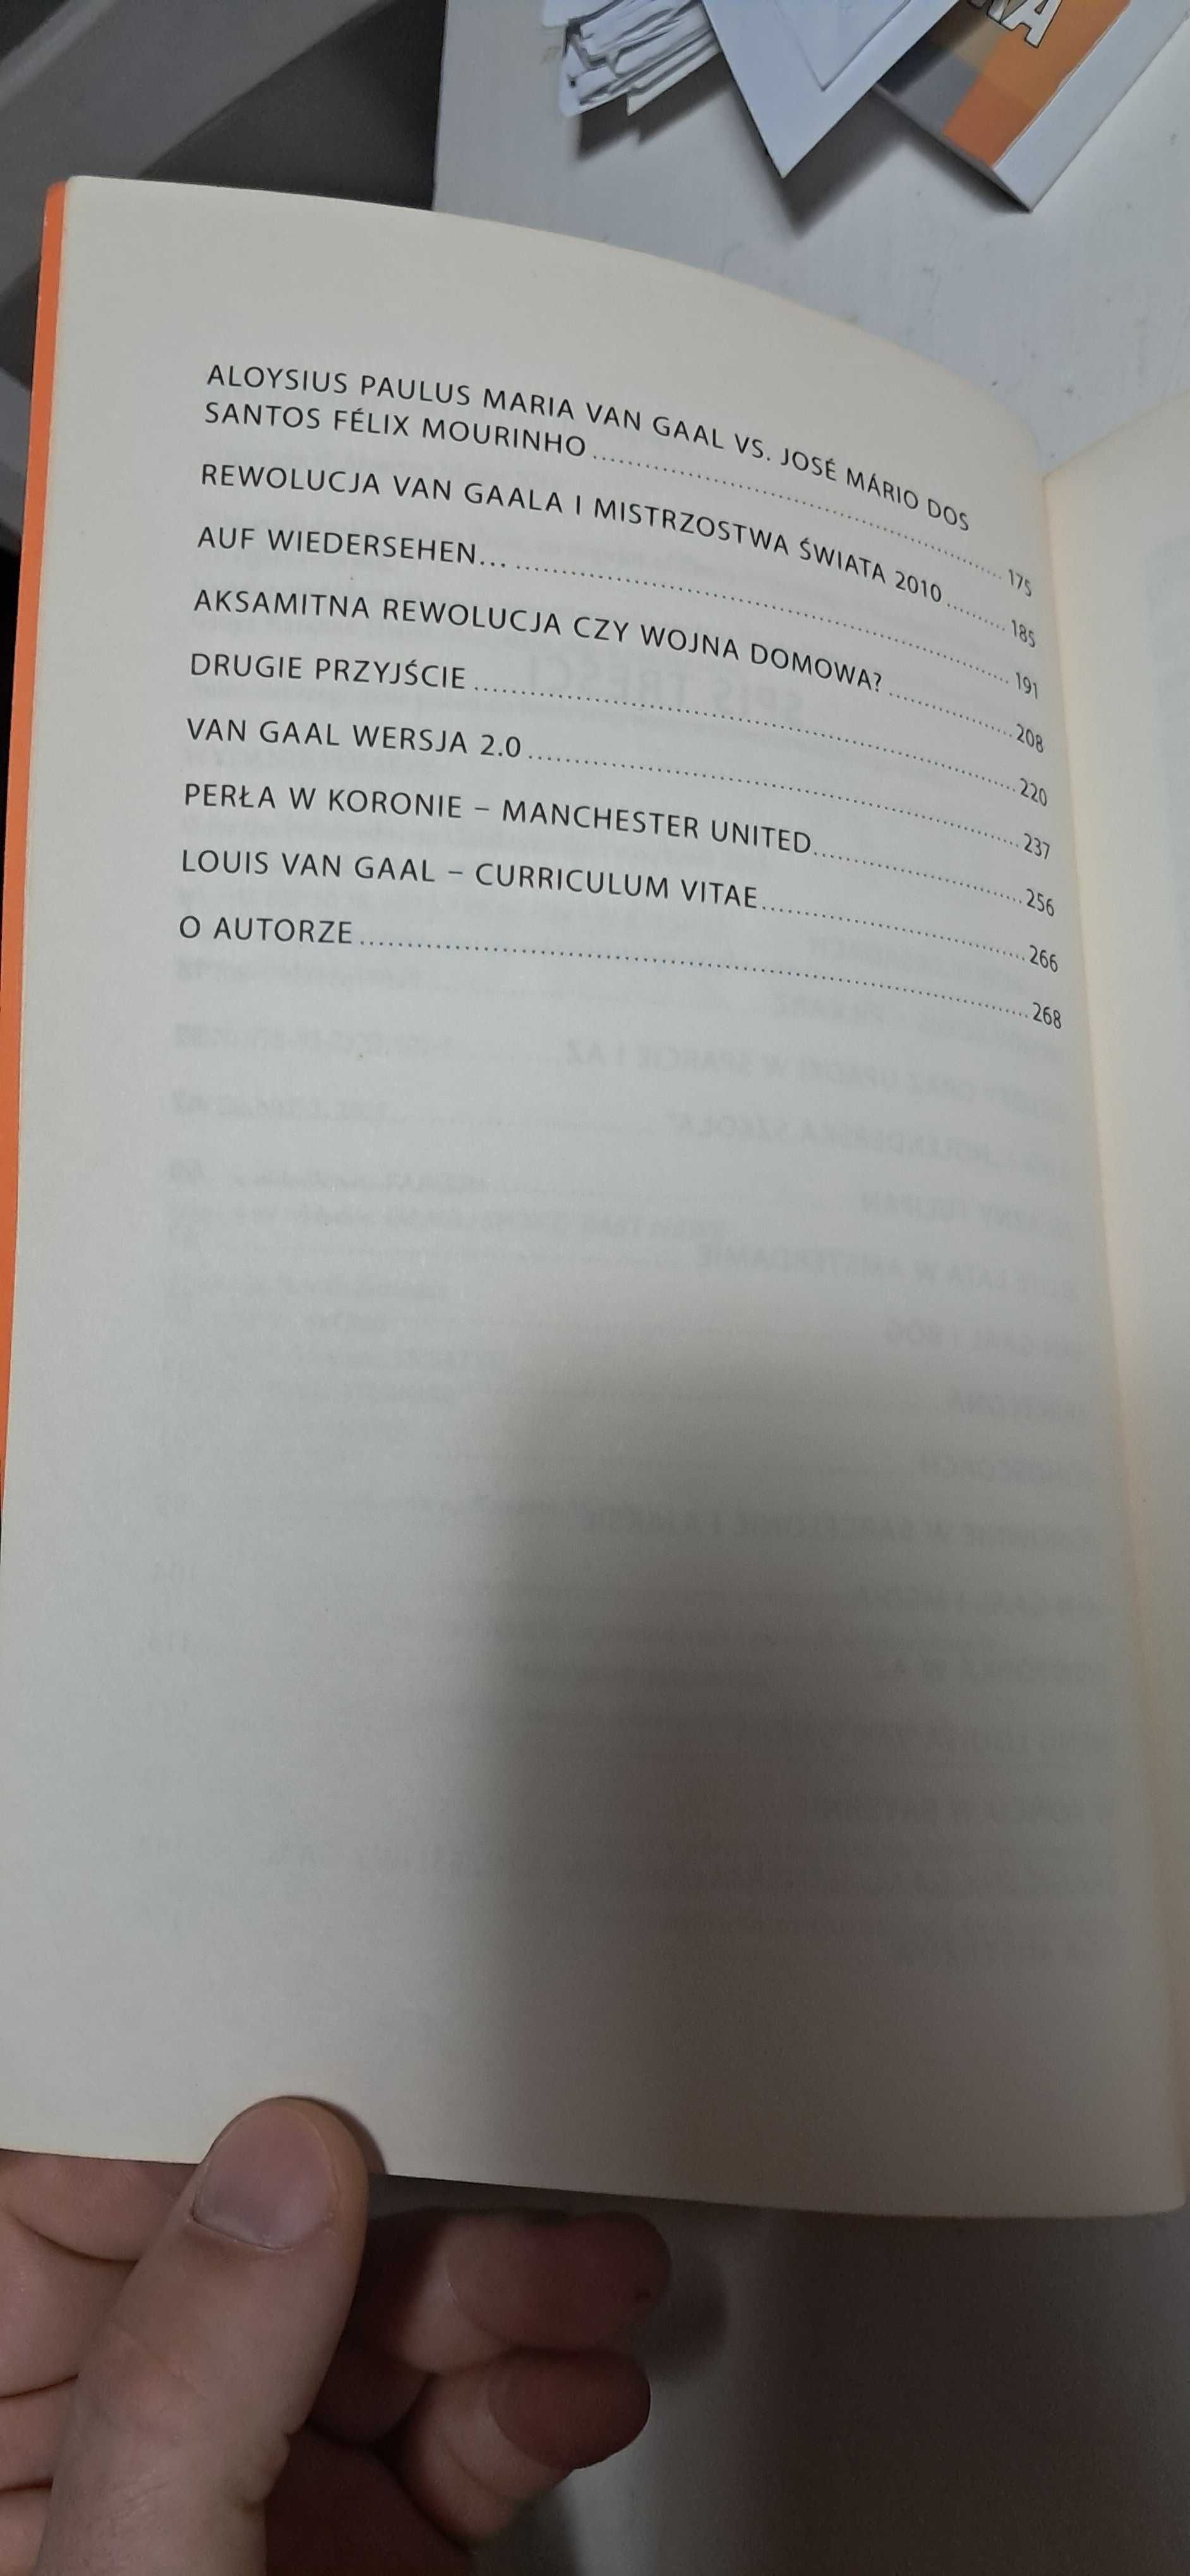 ALOYSIUS PAULUS MARIA VAN GAAL VS. JOSÉ MÁRIO DOS
SANTOS FÉLIX MOURINHO 175
REWOLUCJA VAN GAALA I MISTRZOSTWA ŚWIATA 2010 185
AUF WIEDERSEHEN... 191
AKSAMITNA REWOLUCJA CZY WOJNA DOMOWA? 208
DRUGIE PRZYJŚCIE 220
VAN GAAL WERSJA 2.0 237
PERŁA W KORONIE – MANCHESTER UNITED 256
LOUIS VAN GAAL – CURRICULUM VITAE 266
O AUTORZE 268